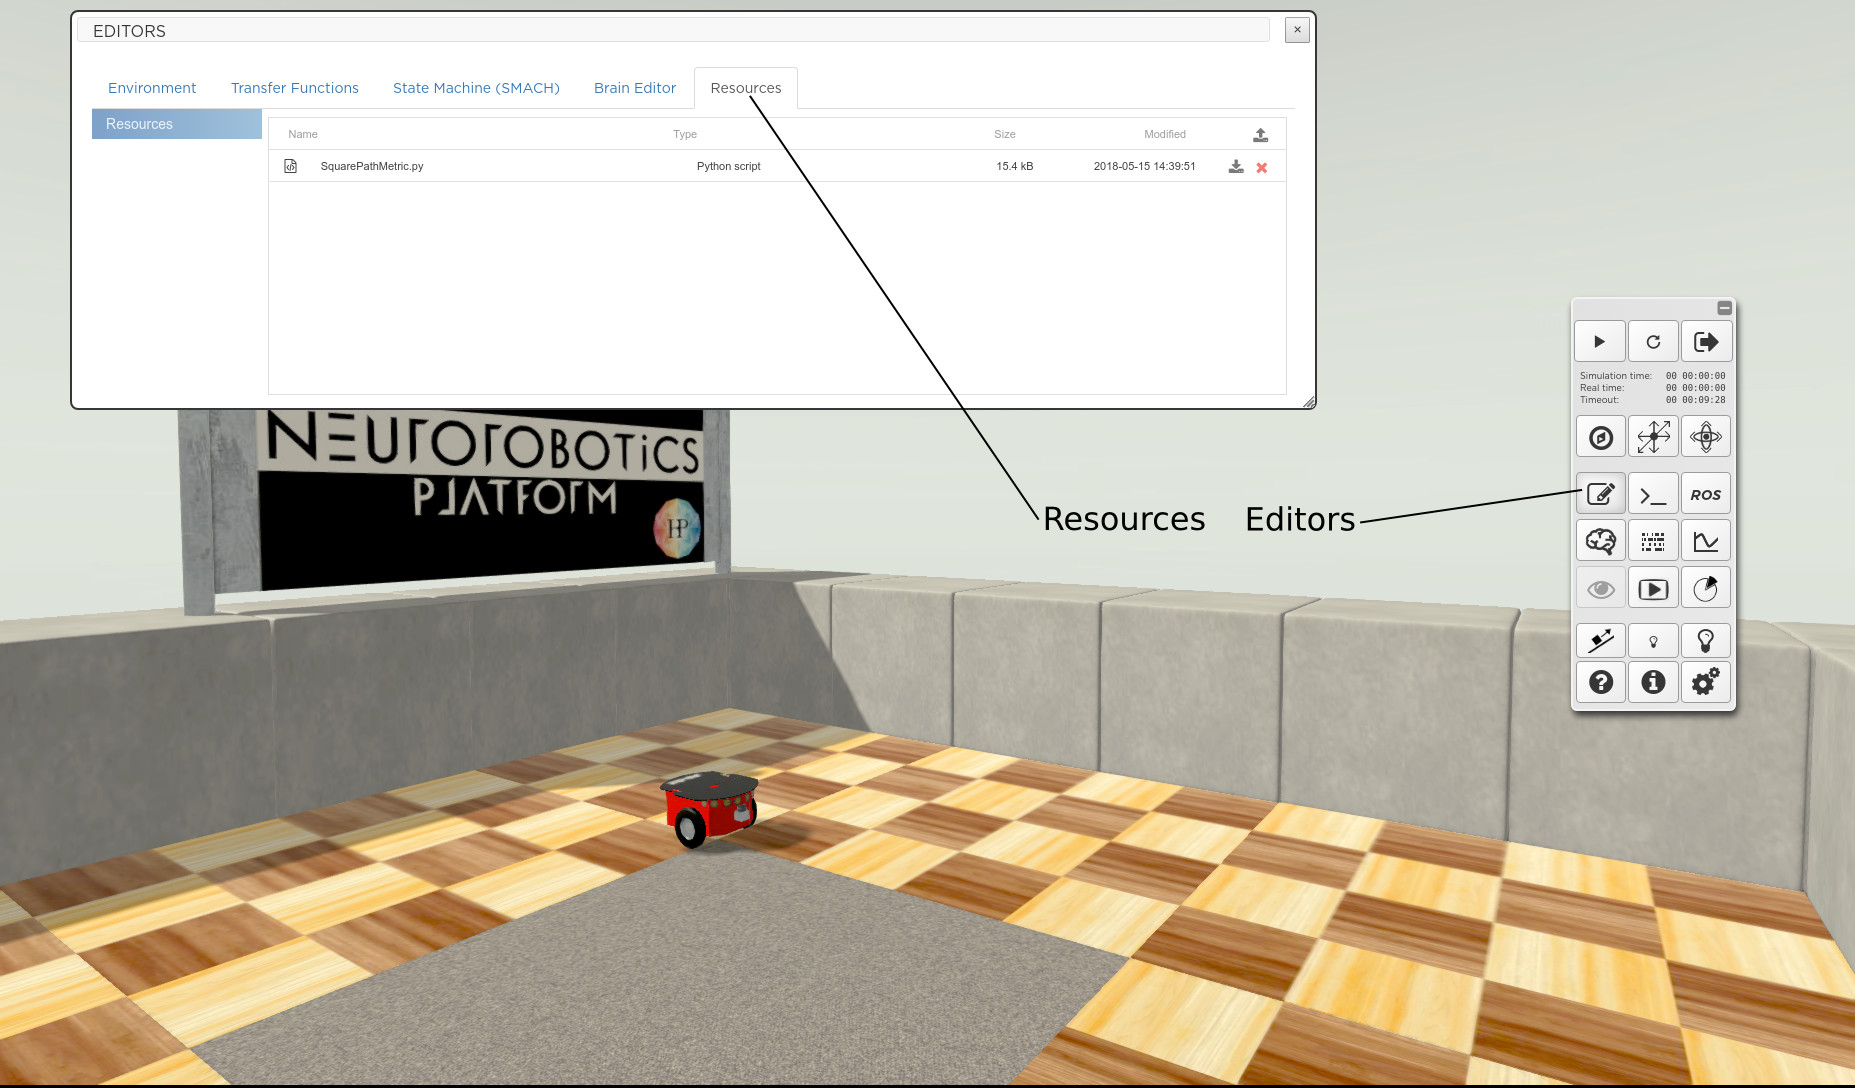 EDITORS
×
Environment Transfer Functions State Machine (SMACH) Brain Editor Resources
Resources
Name Type Size Modified
SquarePathMetric.py Python script 15.4 kB 2018-05-15 14:39:51
Simulation time: 00 00:00:00
Real time: 00 00:00:00
Timeout: 00 00:09:28
NEUROROBOTICS
PLATFORM
HP
ROS
Resources Editors